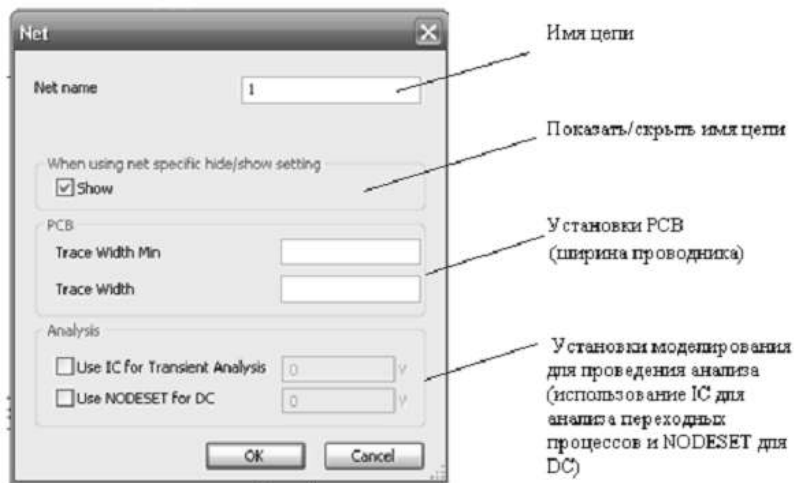 Net
Имя цепи
Net name
1
Показать/скрыть имя цепи
When using net specific hide/show setting
Show
PCB
Установки PCB
(ширина проводника)
Trace Width Min
Trace Width
Analysis
Установки моделирования
для проведения анализа
(использование IC для
анализа переходных
процессов и NODESET для
DC)
Use IC for Transient Analysis
0
V
Use NODESET for DC
0
V
OK
Cancel